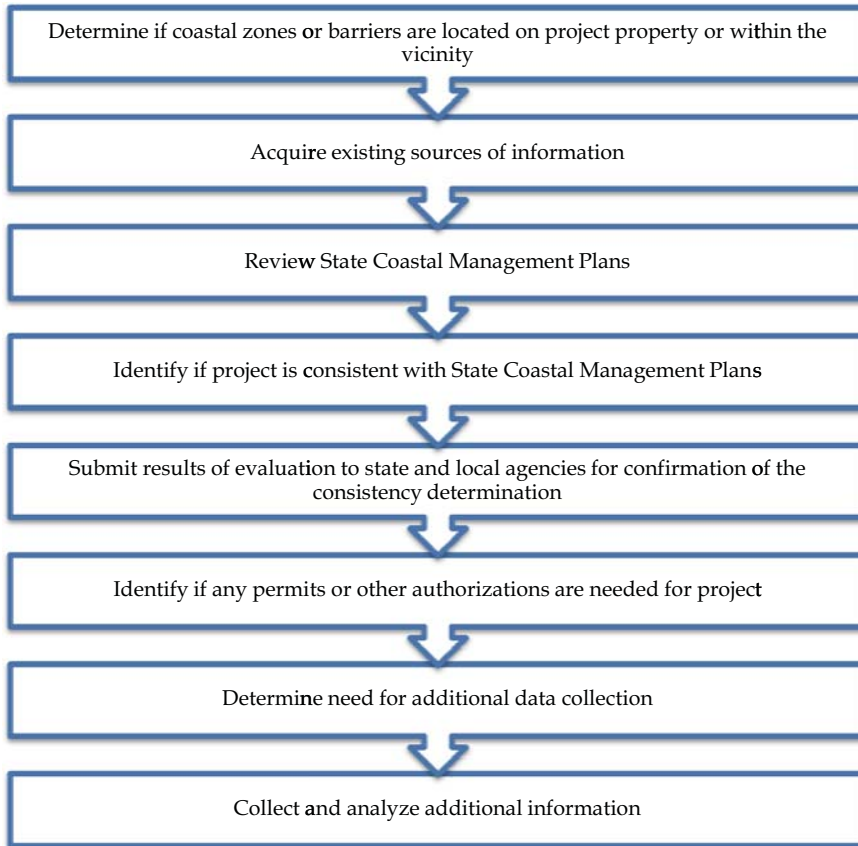 Determine if coastal zones or barriers are located on project property or within the
vicinity
Acquire existing sources of information
Review State Coastal Management Plans
Identify if project is consistent with State Coastal Management Plans
Submit results of evaluation to state and local agencies for confirmation of the
consistency determination
Identify if any permits or other authorizations are needed for project
Determine need for additional data collection
Collect and analyze additional information